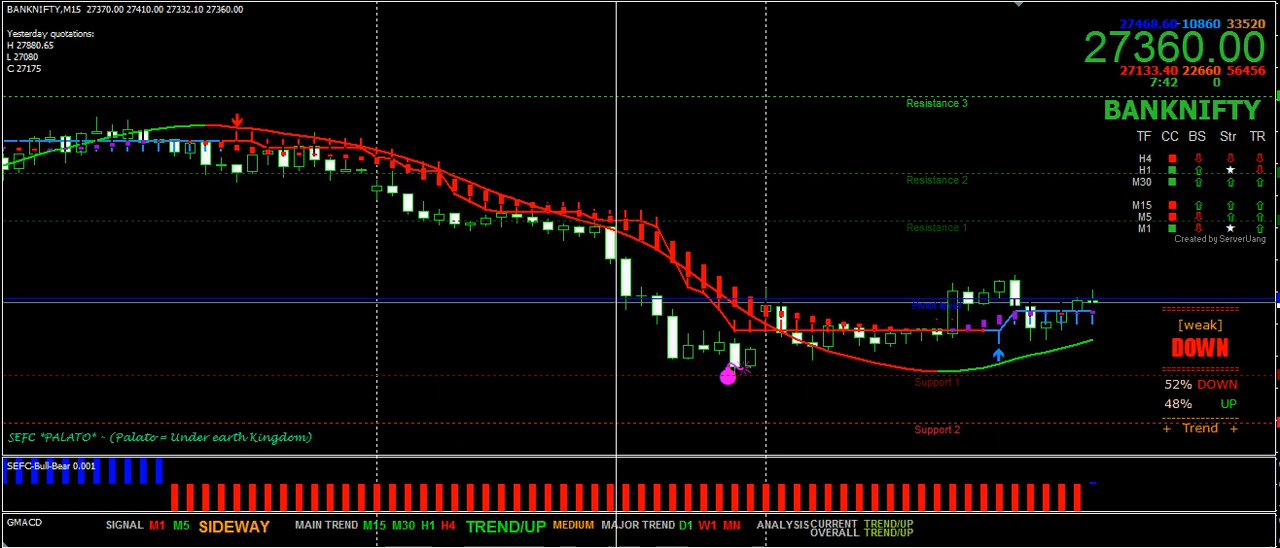 BANKNIFTY,M15 27370.00 27410.00 27332.10 27360.00
Yesterday quotations:
H 27880.65
L 27080
C 27175
27468.60 -10860 33520
27360.00
27133.40 22660 56456
7:42 0
BANKNIFTY
TF CC BS Str TR
H4
H1
M30
M15
M5
M1
Created by ServerUang
Resistance 3
Resistance 2
Resistance 1
Support 1
Support 2
[weak]
DOWN
52% DOWN
48% UP
+ Trend +
SEFC *PALATO* ~ (Palato = Under earth Kingdom)
SEFC-Bull-Bear 0.001
GMACD
SIGNAL M1 M5 SIDEWAY MAIN TREND M15 M30 H1 H4 TREND/UP MEDIUM MAJOR TREND D1 W1 MN ANALYSIS CURRENT TREND/UP
OVERALL TREND/UP